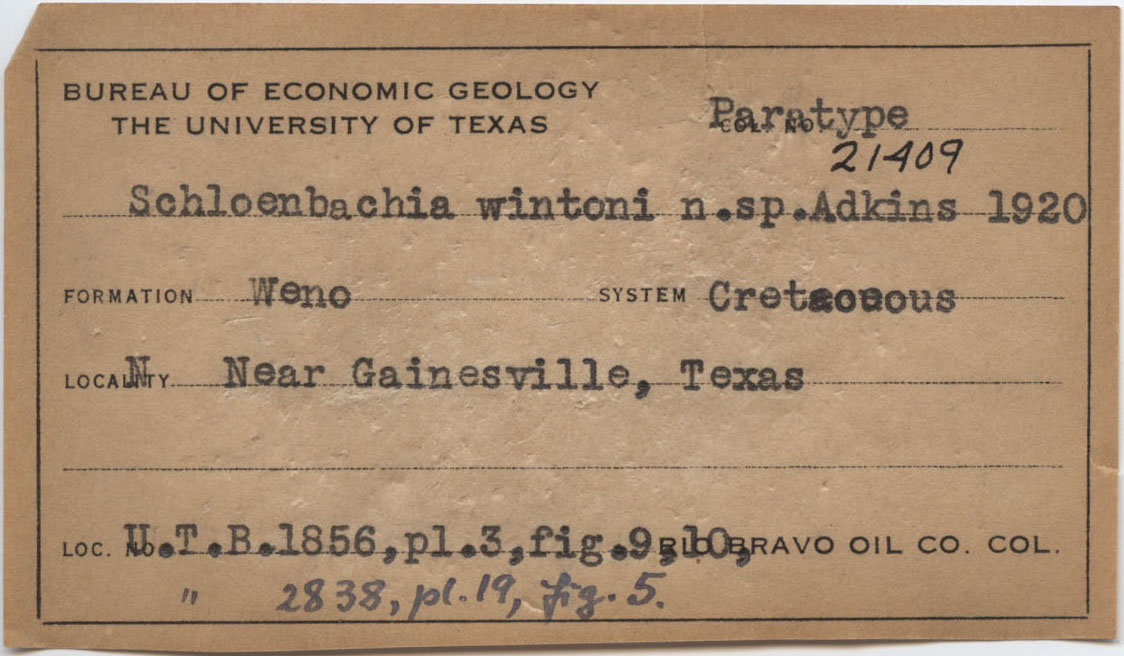 BUREAU OF ECONOMIC GEOLOGY
THE UNIVERSITY OF TEXAS
COL. NO. Paratype
21409
Schloenbachia wintoni n.sp.Adkins 1920
FORMATION Weno SYSTEM Cretaceous
LOCALITY N Near Gainesville, Texas
LOC. NO. U.T.B.1856,pl.3,fig.9,10, RIO BRAVO OIL CO. COL.
" 2838, pl. 19, fig. 5.